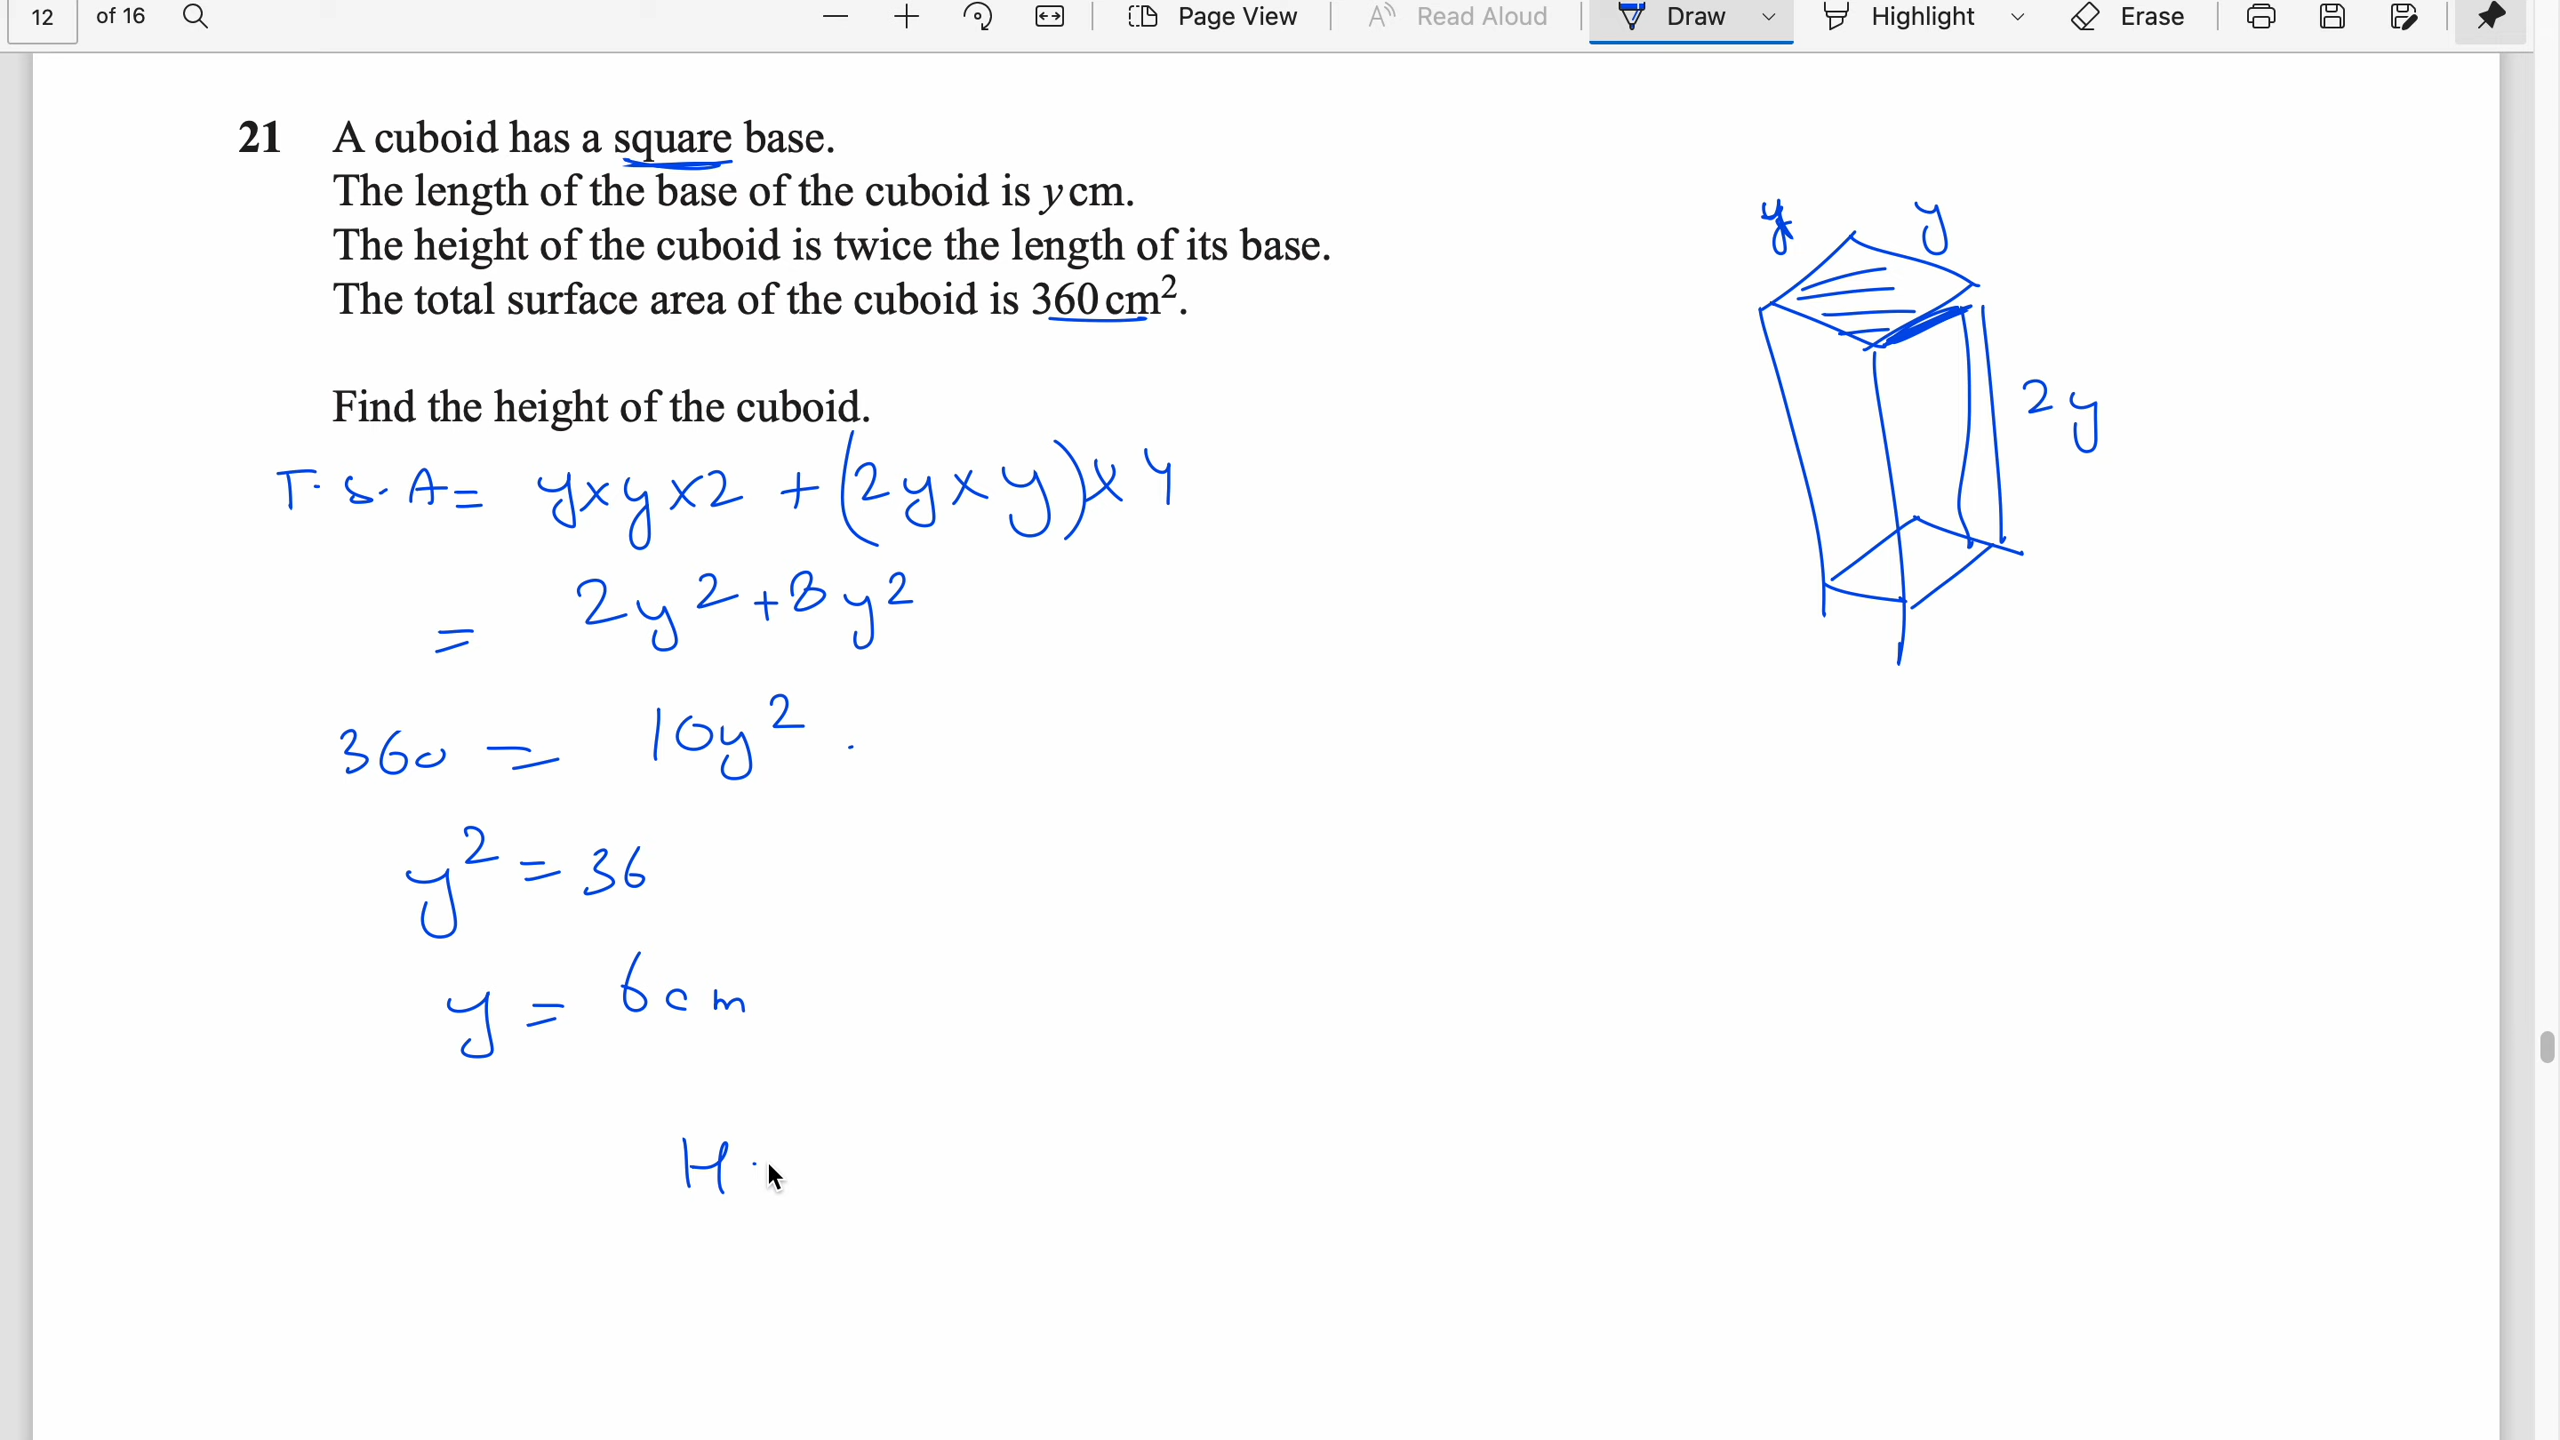 12 of 16 Page View Read Aloud Draw Highlight Erase
21 A cuboid has a square base.
The length of the base of the cuboid is y cm.
The height of the cuboid is twice the length of its base.
The total surface area of the cuboid is 360 cm².
Find the height of the cuboid.
y y
2y
T.S.A = y×y×2 + (2y×y)×4
= 2y² + 8y²
360 = 10y².
y² = 36
y = 6cm
H